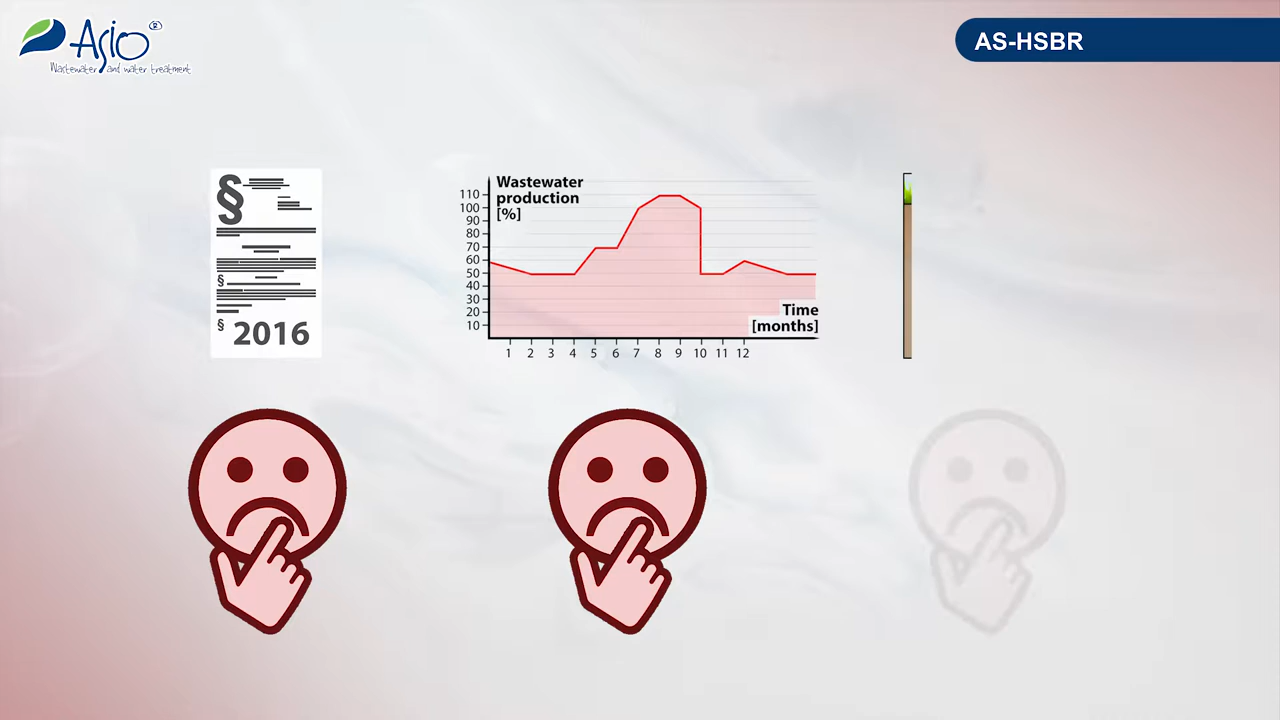 Asio®
Wastewater and water treatment
AS-HSBR
§
§
§ 2016
Wastewater
production
[%]
110
100
90
80
70
60
50
40
30
20
10
Time
[months]
1 2 3 4 5 6 7 8 9 10 11 12